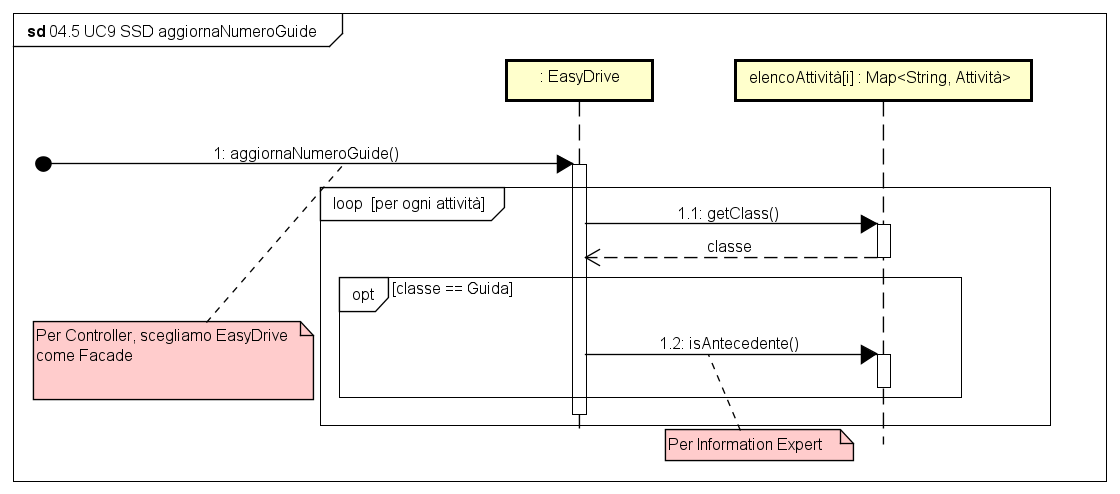 sd 04.5 UC9 SSD aggiornaNumeroGuide
: EasyDrive
elencoAttività[i] : Map<String, Attività>
1: aggiornaNumeroGuide()
loop [per ogni attività]
1.1: getClass()
classe
opt
[classe == Guida]
Per Controller, scegliamo EasyDrive
come Facade
1.2: isAntecedente()
Per Information Expert